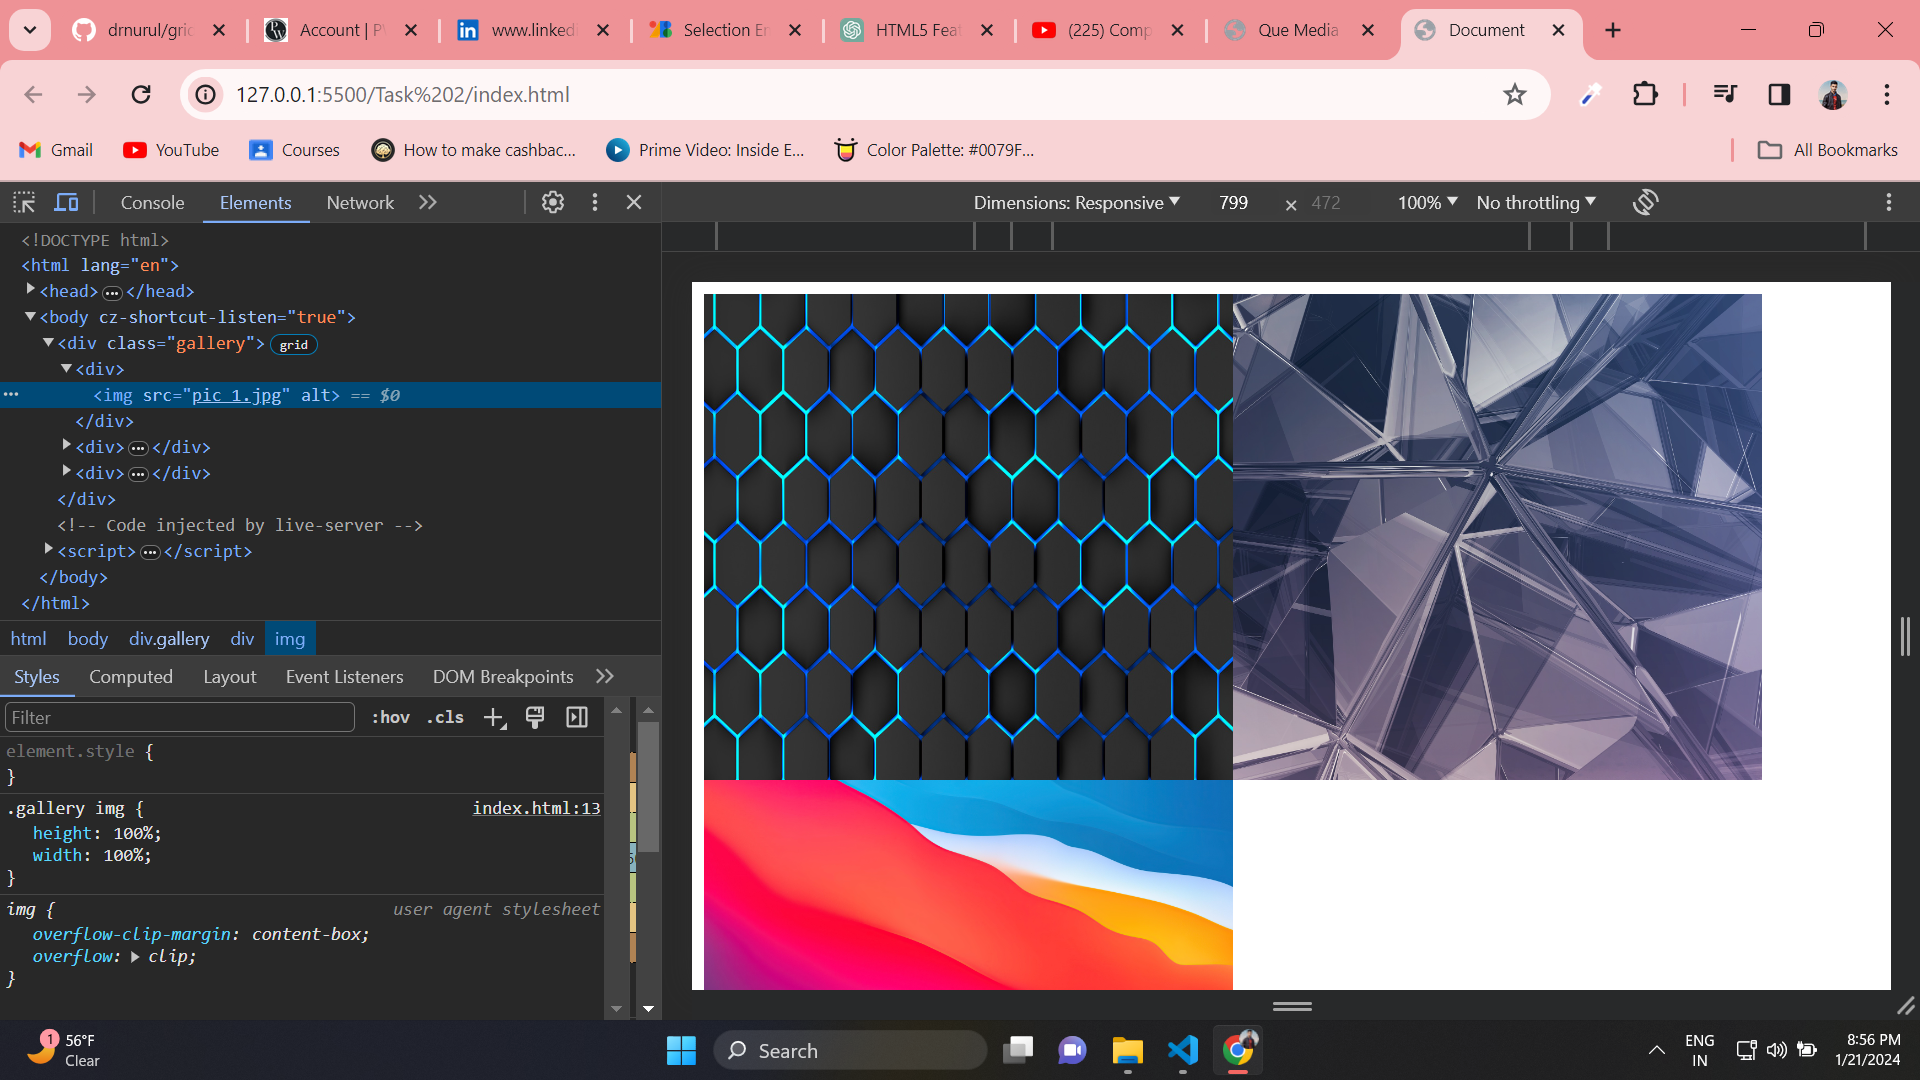 drnurul/grid
Account | PW
www.linkedi
Selection En
HTML5 Feat
(225) Comp
Que Media
Document
127.0.0.1:5500/Task%202/index.html
Gmail
YouTube
Courses
How to make cashbac...
Prime Video: Inside E...
Color Palette: #0079F...
All Bookmarks
Console
Elements
Network
Dimensions: Responsive
799
×
472
100%
No throttling
<!DOCTYPE html>
<html lang="en">
<head>…</head>
<body cz-shortcut-listen="true">
<div class="gallery"> grid
<div>
<img src="pic 1.jpg" alt> == $0
</div>
<div>…</div>
<div>…</div>
</div>
<!-- Code injected by live-server -->
<script>…</script>
</body>
</html>
html body div.gallery div img
Styles
Computed
Layout
Event Listeners
DOM Breakpoints
Filter
:hov .cls
element.style {
}
.gallery img {
index.html:13
height: 100%;
width: 100%;
}
img {
user agent stylesheet
overflow-clip-margin: content-box;
overflow: clip;
}
1
56°F
Clear
Search
ENG
IN
8:56 PM
1/21/2024